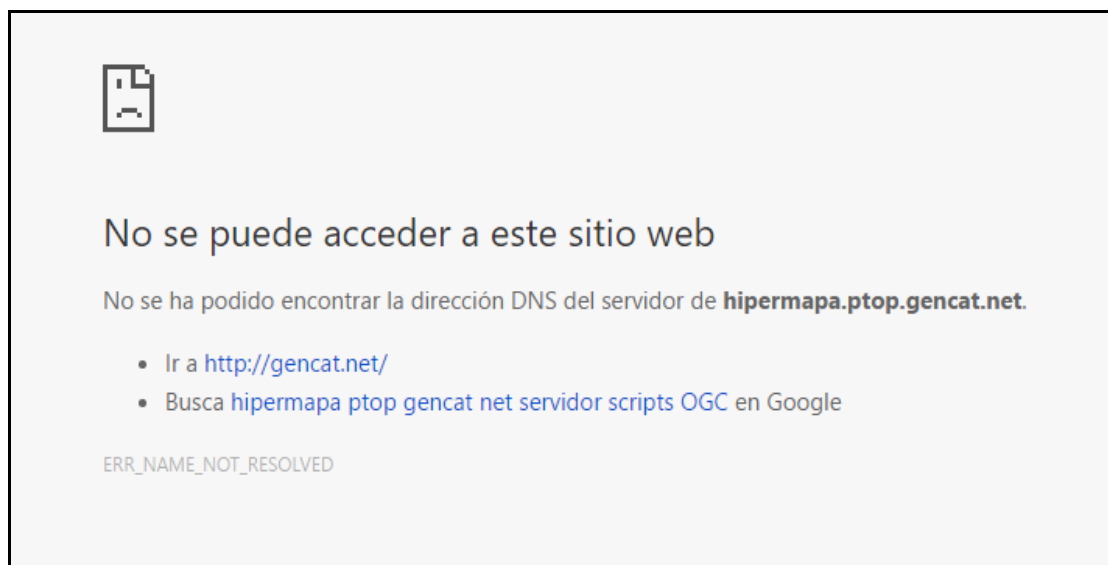 No se puede acceder a este sitio web
No se ha podido encontrar la dirección DNS del servidor de hipermapa.ptop.gencat.net.
• Ir a http://gencat.net/
• Busca hipermapa ptop gencat net servidor scripts OGC en Google
ERR_NAME_NOT_RESOLVED